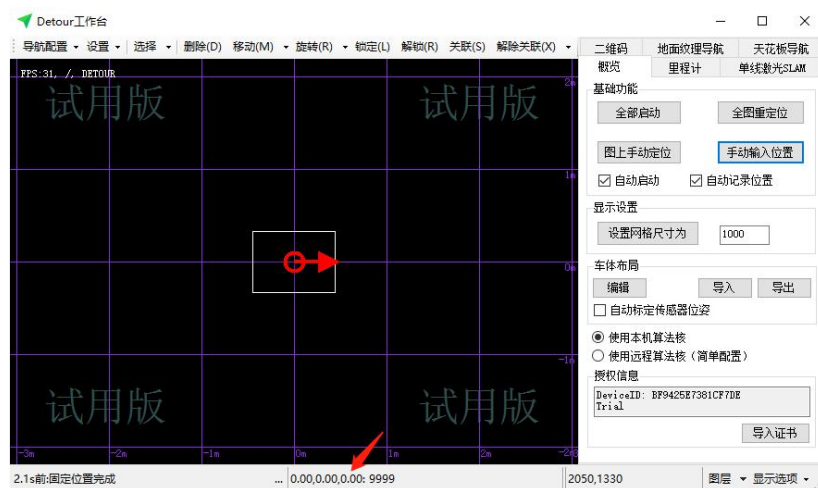 Detour工作台
导航配置 设置 选择 删除(D) 移动(M) 旋转(R) 锁定(L) 解锁(R) 关联(S) 解除关联(X)
FPS:31, /, DETOUR
试用版 试用版
2m
1m
0m
-1m
试用版 试用版
-3m -2m -1m 0m 1m 2m
2.1s前:固定位置完成 ... 0.00,0.00,0.00: 9999 2050,1330 图层 显示选项
二维码 地面纹理导航 天花板导航
概览 里程计 单线激光SLAM
基础功能
全部启动 全图重定位
图上手动定位 手动输入位置
自动启动 自动记录位置
显示设置
设置网格尺寸为 1000
车体布局
编辑 导入 导出
自动标定传感器位姿
使用本机算法核
使用远程算法核（简单配置）
授权信息
DeviceID: BF9425E7381CF7DE
Trial
导入证书